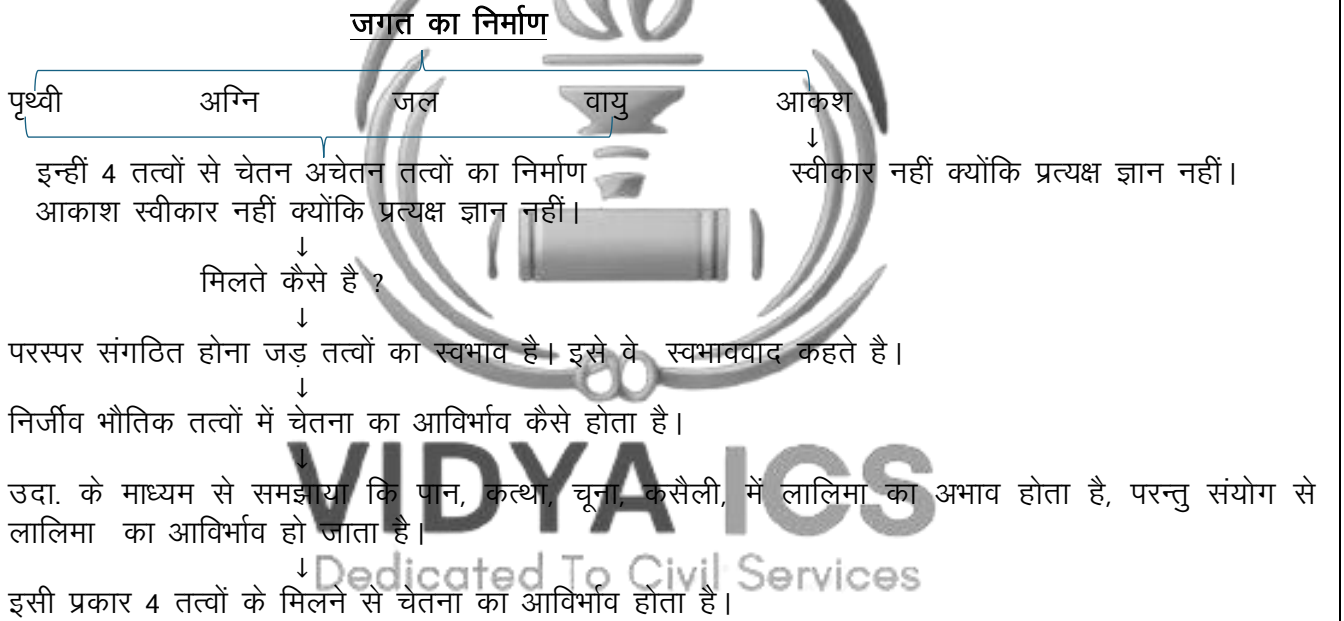 जगत का निर्माण
पृथ्वी अग्नि जल वायु आकश
↓
इन्हीं 4 तत्वों से चेतन अचेतन तत्वों का निर्माण स्वीकार नहीं क्योंकि प्रत्यक्ष ज्ञान नहीं।
आकाश स्वीकार नहीं क्योंकि प्रत्यक्ष ज्ञान नहीं।
↓
मिलते कैसे है ?
↓
परस्पर संगठित होना जड़ तत्वों का स्वभाव है। इसे वे स्वभाववाद कहते है।
↓
निर्जीव भौतिक तत्वों में चेतना का आविर्भाव कैसे होता है।
↓
VIDYA ICS
उदा. के माध्यम से समझाया कि पान, कत्था, चूना, कसैली, में लालिमा का अभाव होता है, परन्तु संयोग से
लालिमा का आविर्भाव हो जाता है।
↓
Dedicated To Civil Services
इसी प्रकार 4 तत्वों के मिलने से चेतना का आविर्भाव होता है।